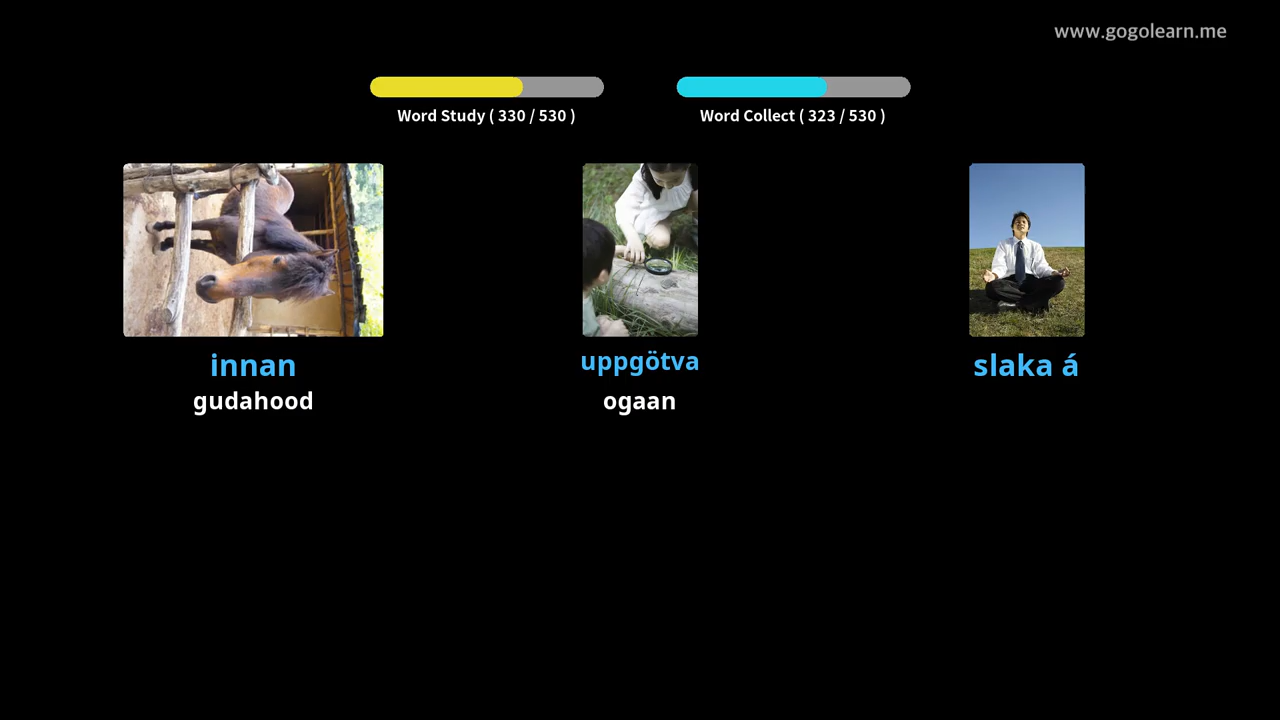 www.gogolearn.me
Word Study ( 330 / 530 )
Word Collect ( 323 / 530 )
innan
gudahood
uppgötva
ogaan
slaka á